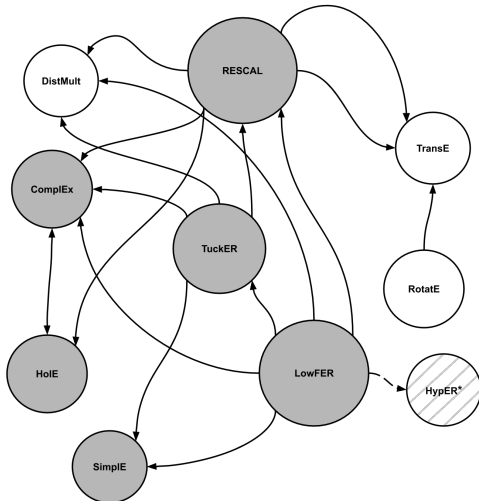 RESCAL
DistMult
TransE
ComplEx
TuckER
RotatE
HolE
LowFER
HypER*
SimplE